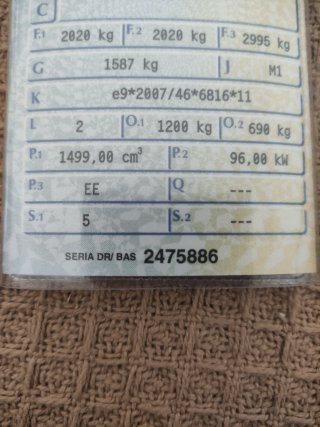 C
F.1 2020 kg F.2 2020 kg F.3 2995 kg
G 1587 kg J M1
K e9*2007/46*6816*11
L 2 O.1 1200 kg O.2 690 kg
P.1 1499,00 cm³ P.2 96,00 kW
P.3 EE Q ---
S.1 5 S.2 ---
SERIA DR/ BAS 2475886